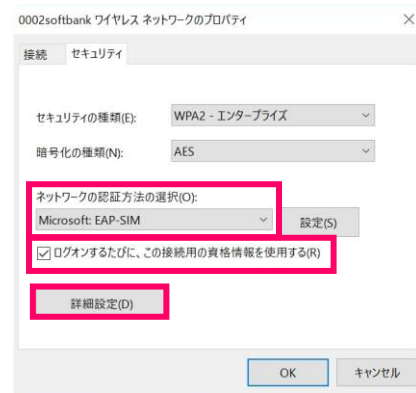 0002softbank ワイヤレス ネットワークのプロパティ
接続 セキュリティ
セキュリティの種類(E): WPA2 - エンタープライズ
暗号化の種類(N): AES
ネットワークの認証方法の選択(O):
Microsoft: EAP-SIM 設定(S)
ログオンするたびに、この接続用の資格情報を使用する(R)
詳細設定(D)
OK キャンセル